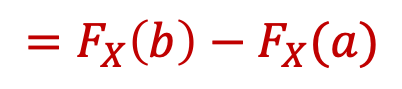 = F_X(b) − F_X(a)